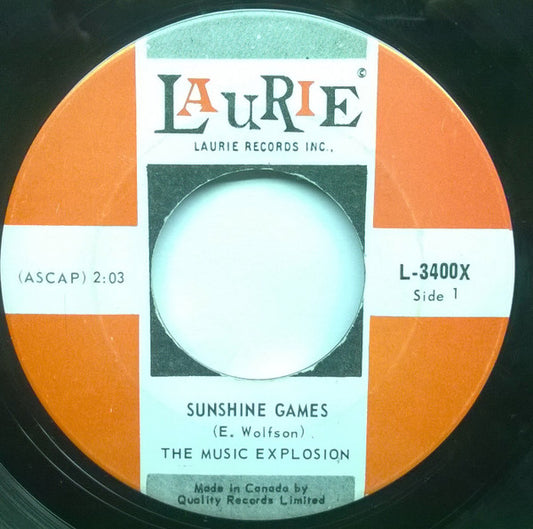 LAURIE ©
LAURIE RECORDS INC.,
(ASCAP) 2:03
L-3400X
Side 1
SUNSHINE GAMES
(E. Wolfson)
THE MUSIC EXPLOSION
Made in Canada by
Quality Records Limited